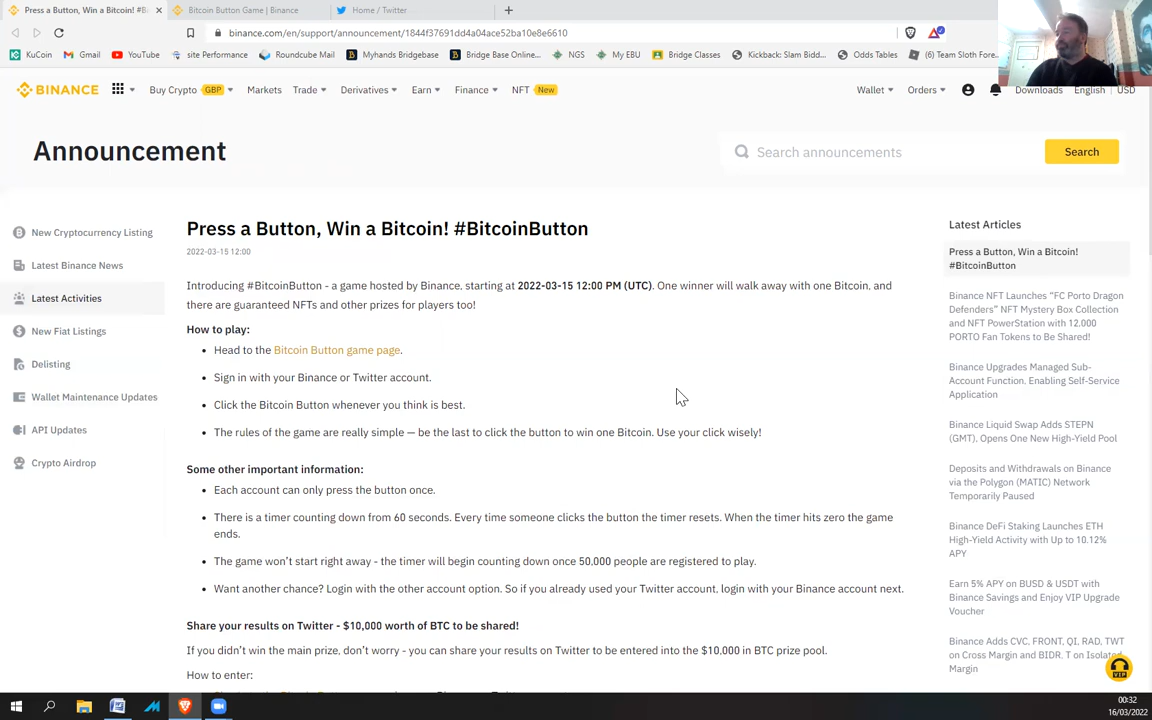 Press a Button, Win a Bitcoin! #B
Bitcoin Button Game | Binance
Home / Twitter
binance.com/en/support/announcement/1844f37691dd4a04ace52ba10e8e6610
KuCoin
Gmail
YouTube
site Performance
Roundcube Mail
Myhands Bridgebase
Bridge Base Online...
NGS
My EBU
Bridge Classes
Kickback: Slam Bidd...
Odds Tables
(6) Team Sloth Fore...
BINANCE
Buy Crypto GBP
Markets
Trade
Derivatives
Earn
Finance
NFT New
Wallet
Orders
Downloads
English
USD
Announcement
Search announcements
Search
New Cryptocurrency Listing
Latest Binance News
Latest Activities
New Fiat Listings
Delisting
Wallet Maintenance Updates
API Updates
Crypto Airdrop
Press a Button, Win a Bitcoin! #BitcoinButton
2022-03-15 12:00
Introducing #BitcoinButton - a game hosted by Binance, starting at 2022-03-15 12:00 PM (UTC). One winner will walk away with one Bitcoin, and
there are guaranteed NFTs and other prizes for players too!
How to play:
Head to the Bitcoin Button game page.
Sign in with your Binance or Twitter account.
Click the Bitcoin Button whenever you think is best.
The rules of the game are really simple — be the last to click the button to win one Bitcoin. Use your click wisely!
Some other important information:
Each account can only press the button once.
There is a timer counting down from 60 seconds. Every time someone clicks the button the timer resets. When the timer hits zero the game
ends.
The game won't start right away - the timer will begin counting down once 50,000 people are registered to play.
Want another chance? Login with the other account option. So if you already used your Twitter account, login with your Binance account next.
Share your results on Twitter - $10,000 worth of BTC to be shared!
If you didn't win the main prize, don't worry - you can share your results on Twitter to be entered into the $10,000 in BTC prize pool.
How to enter:
Latest Articles
Press a Button, Win a Bitcoin!
#BitcoinButton
Binance NFT Launches "FC Porto Dragon
Defenders" NFT Mystery Box Collection
and NFT PowerStation with 12,000
PORTO Fan Tokens to Be Shared!
Binance Upgrades Managed Sub-
Account Function, Enabling Self-Service
Application
Binance Liquid Swap Adds STEPN
(GMT), Opens One New High-Yield Pool
Deposits and Withdrawals on Binance
via the Polygon (MATIC) Network
Temporarily Paused
Binance DeFi Staking Launches ETH
High-Yield Activity with Up to 10.12%
APY
Earn 5% APY on BUSD & USDT with
Binance Savings and Enjoy VIP Upgrade
Voucher
Binance Adds CVC, FRONT, QI, RAD, TWT
on Cross Margin and BIDR, T on Isolated
Margin
VIP
00:32
16/03/2022